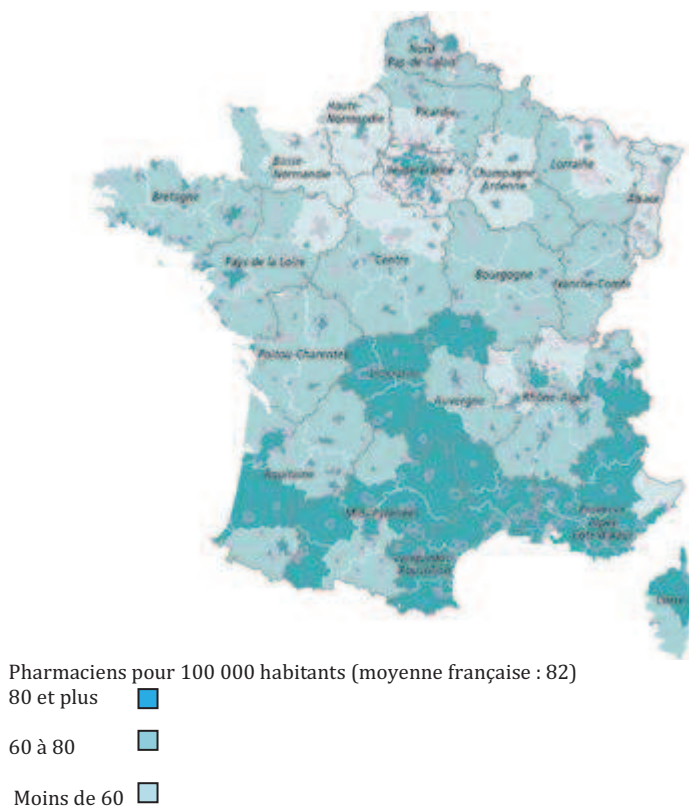 Nord
Pas-de-Calais
Haute-
Normandie
Picardie
Basse-
Normandie
Ile-de-France
Champagne
Ardenne
Lorraine
Alsace
Bretagne
Pays de la Loire
Centre
Bourgogne
Franche-Comté
Poitou-Charentes
Limousin
Auvergne
Rhône-Alpes
Aquitaine
Midi-Pyrénées
Provence
Alpes
Côte d'Azur
Languedoc
Roussillon
Corse
Pharmaciens pour 100 000 habitants (moyenne française : 82)
80 et plus
60 à 80
Moins de 60